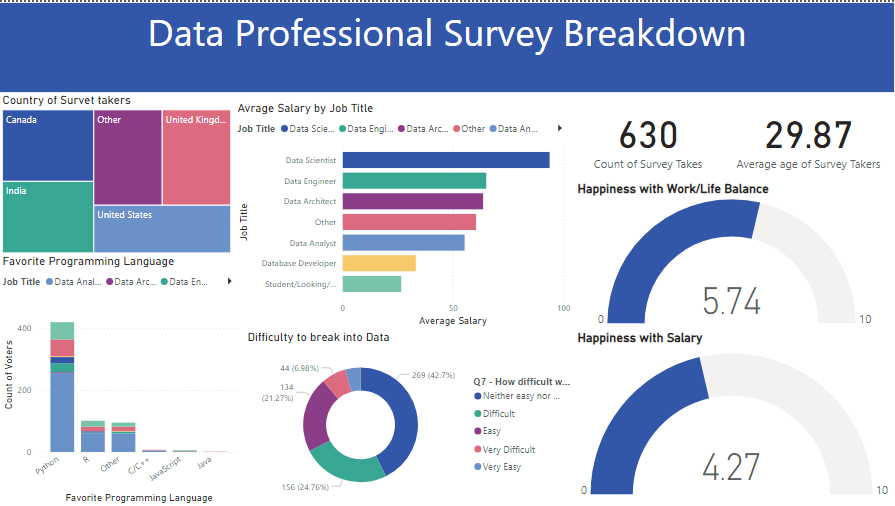 Data Professional Survey Breakdown
Country of Survet takers
Canada
Other
United Kingd...
India
United States
Avrage Salary by Job Title
Job Title Data Scie... Data Engi... Data Arc... Other Data An...
Job Title
Data Scientist
Data Engineer
Data Architect
Other
Data Analyst
Database Developer
Student/Looking/...
0 50 100
Average Salary
630
Count of Survey Takes
29.87
Average age of Survey Takers
Happiness with Work/Life Balance
5.74
0 10
Favorite Programming Language
Job Title Data Anal... Data Arc... Data En...
Count of Voters
400
200
0
Python R Other C/C++ JavaScript Java
Favorite Programming Language
Difficulty to break into Data
44 (6.98%)
134
(21.27%)
269 (42.7%)
156 (24.76%)
Q7 - How difficult w...
Neither easy nor ...
Difficult
Easy
Very Difficult
Very Easy
Happiness with Salary
4.27
0 10